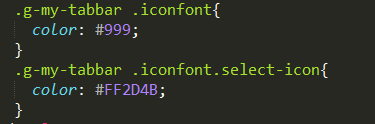 .g-my-tabbar .iconfont{
  color: #999;
}
.g-my-tabbar .iconfont.select-icon{
  color: #FF2D4B;
}